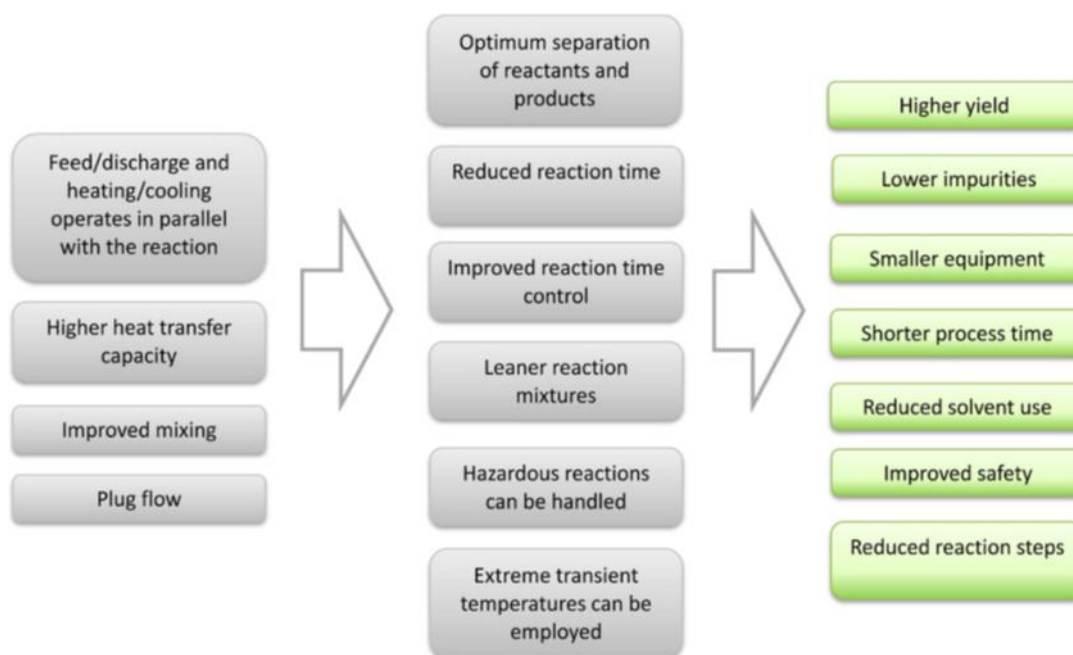 Feed/discharge and
heating/cooling
operates in parallel
with the reaction
Higher heat transfer
capacity
Improved mixing
Plug flow
Optimum separation
of reactants and
products
Reduced reaction time
Improved reaction time
control
Leaner reaction
mixtures
Hazardous reactions
can be handled
Extreme transient
temperatures can be
employed
Higher yield
Lower impurities
Smaller equipment
Shorter process time
Reduced solvent use
Improved safety
Reduced reaction steps